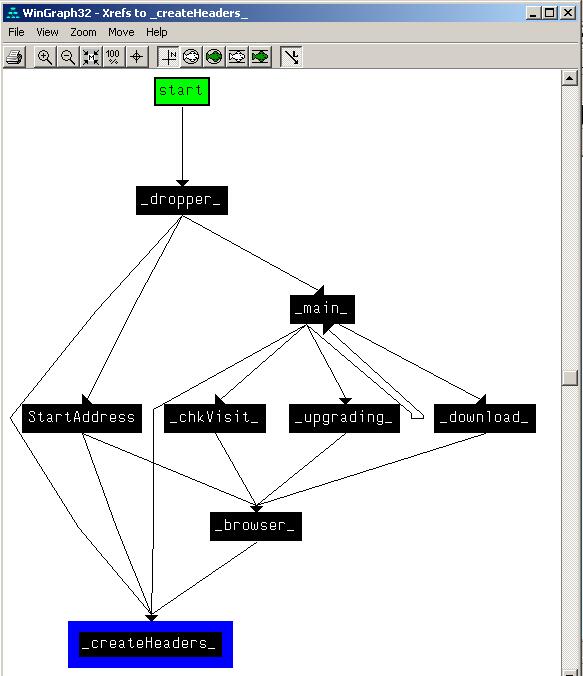 WinGraph32 - Xrefs to _createHeaders_
File View Zoom Move Help
100
%
N
start
_dropper_
_main_
StartAddress _chkVisit_ _upgrading_ _download_
_browser_
_createHeaders_